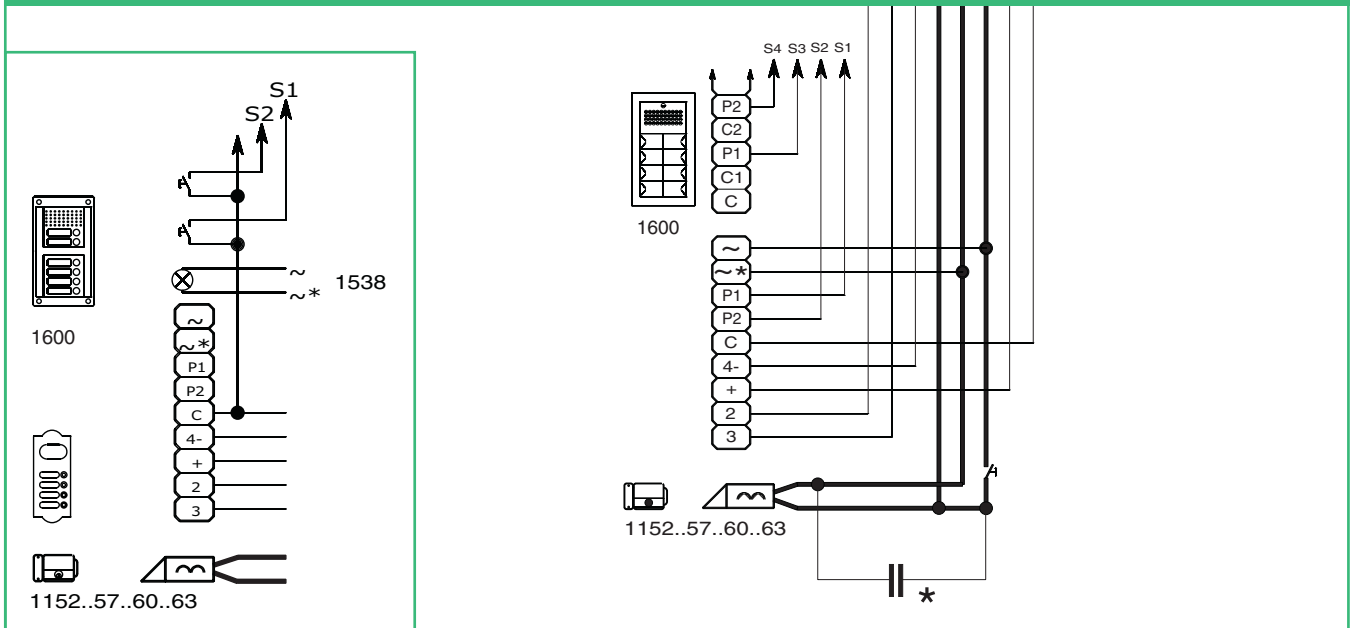 S1
S2
~
1538
~*
1600
~
~*
P1
P2
C
4-
+
2
3
1152..57..60..63
S4 S3 S2 S1
P2
C2
P1
C1
C
1600
~
~*
P1
P2
C
4-
+
2
3
1152..57..60..63
*